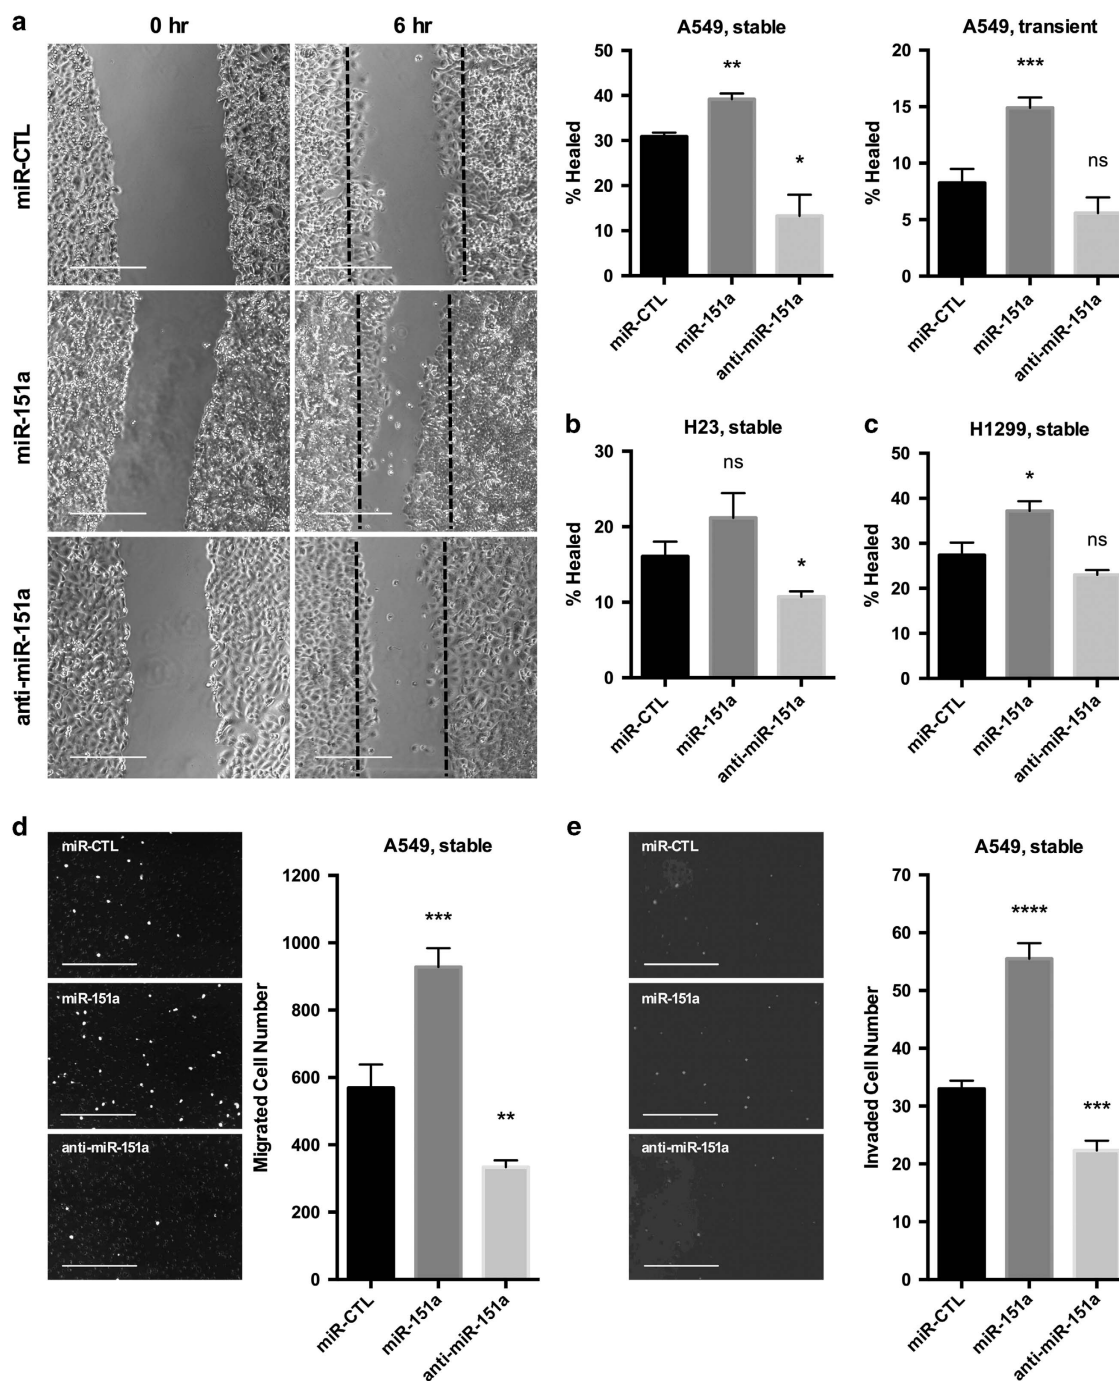 a
0 hr
6 hr
miR-CTL
miR-151a
anti-miR-151a
A549, stable
% Healed
50
40
30
20
10
0
**
*
miR-CTL
miR-151a
anti-miR-151a
A549, transient
% Healed
20
15
10
5
0
***
ns
miR-CTL
miR-151a
anti-miR-151a
b
H23, stable
% Healed
30
20
10
0
ns
*
miR-CTL
miR-151a
anti-miR-151a
c
H1299, stable
% Healed
50
40
30
20
10
0
*
ns
miR-CTL
miR-151a
anti-miR-151a
d
miR-CTL
miR-151a
anti-miR-151a
A549, stable
Migrated Cell Number
1200
1000
800
600
400
200
0
***
**
miR-CTL
miR-151a
anti-miR-151a
e
miR-CTL
miR-151a
anti-miR-151a
A549, stable
Invaded Cell Number
70
60
50
40
30
20
10
0
****
***
miR-CTL
miR-151a
anti-miR-151a